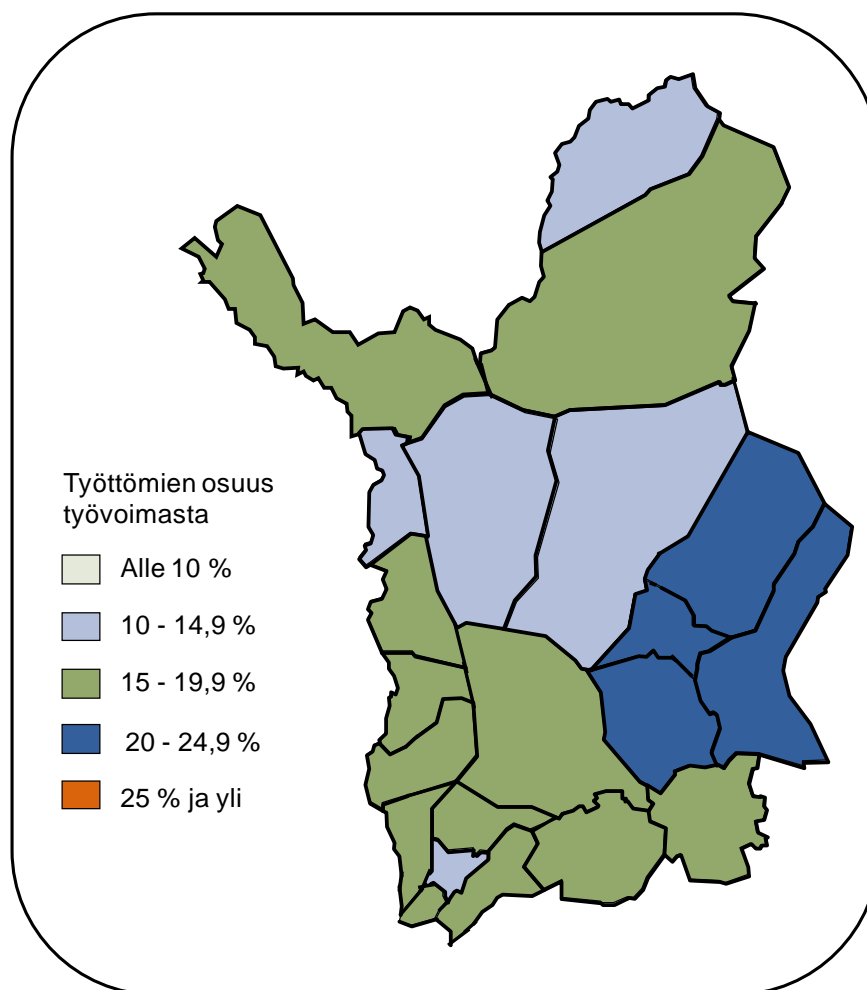 Työttömien osuus
työvoimasta
Alle 10 %
10 - 14,9 %
15 - 19,9 %
20 - 24,9 %
25 % ja yli